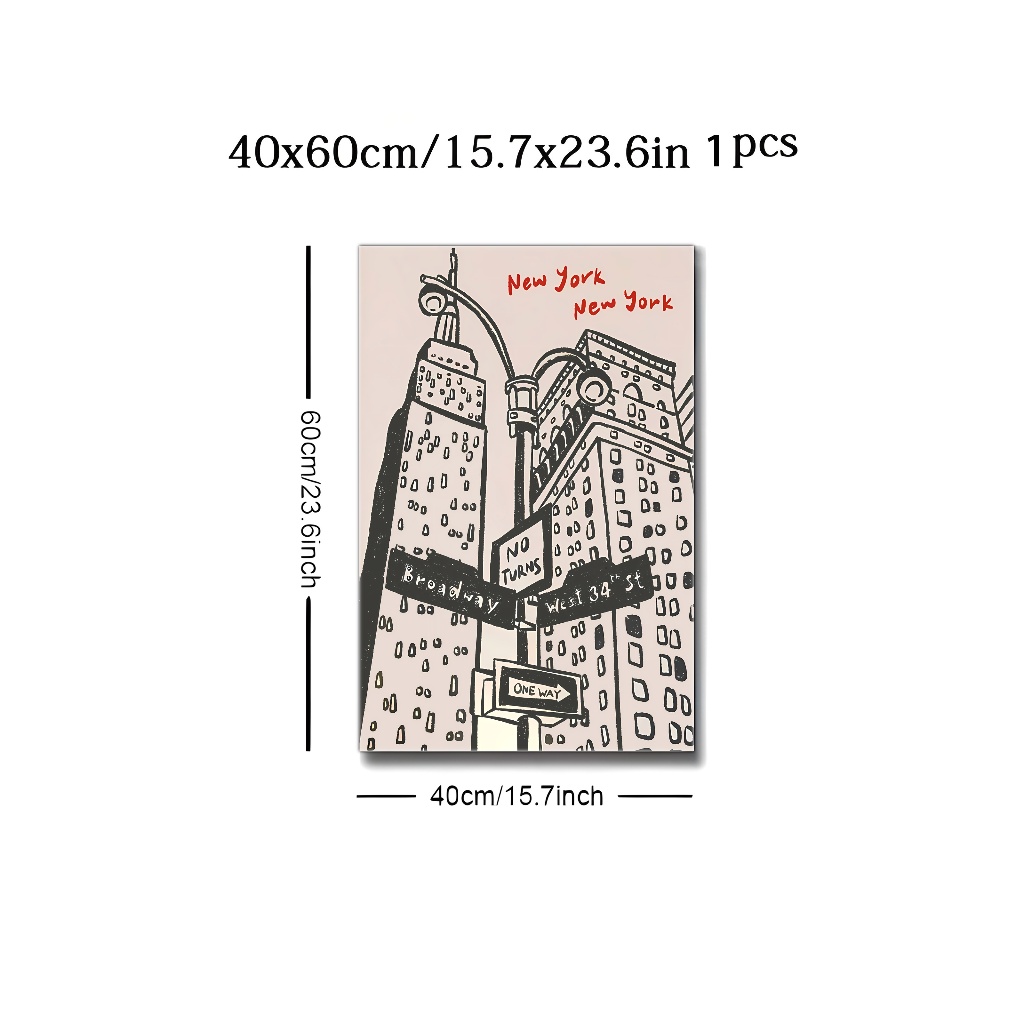 40x60cm/15.7x23.6in 1pcs
New York
New York
60cm/23.6inch
NO
TURNS
Broadway
West 34th St
ONE WAY
40cm/15.7inch